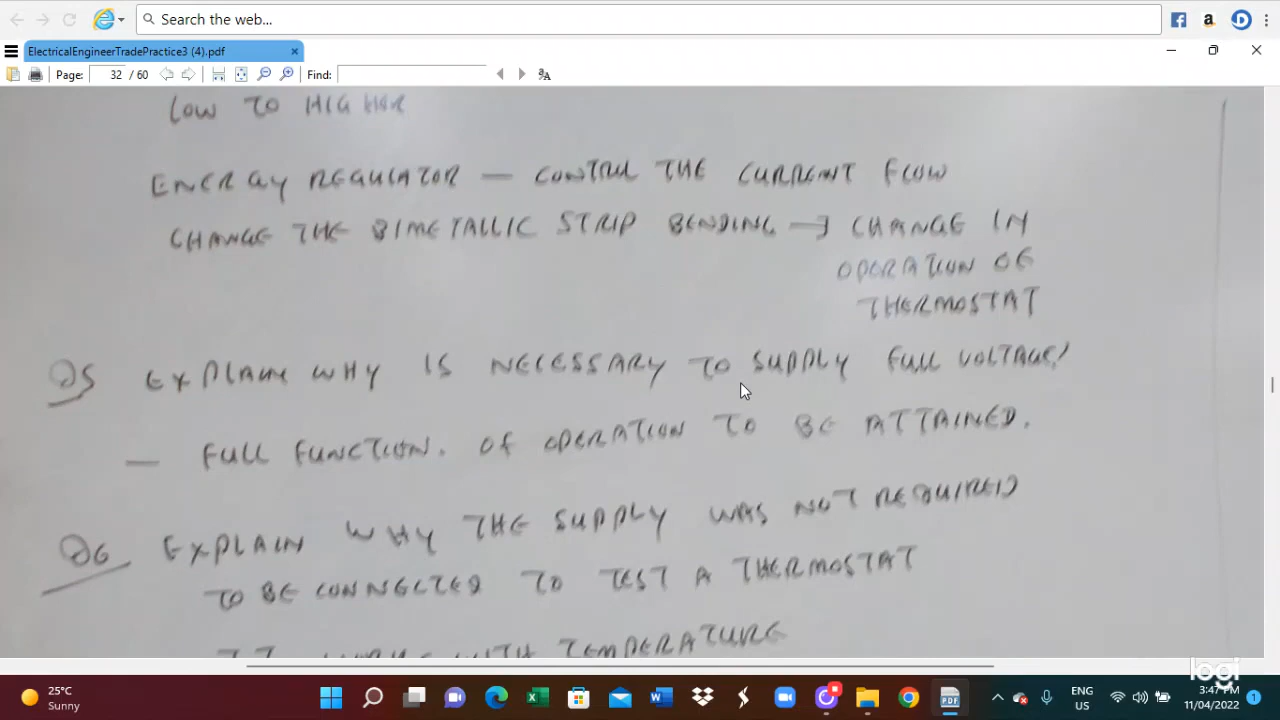 Search the web...
ElectricalEngineerTradePractice3 (4).pdf
Page: 32 / 60 Find:
LOW TO HIGHER
ENERGY REGULATOR — CONTROL THE CURRENT FLOW
CHANGE THE BIMETALLIC STRIP BENDING → CHANGE IN
OPERATION OF
THERMOSTAT
Q5 EXPLAIN WHY IS NECESSARY TO SUPPLY FULL VOLTAGE?
— FULL FUNCTION. OF OPERATION TO BE ATTAINED.
Q6 EXPLAIN WHY THE SUPPLY WAS NOT REQUIRED
TO BE CONNECTED TO TEST A THERMOSTAT
WITH TEMPERATURE
logi
25°C
Sunny
ENG
US
3:47 PM
11/04/2022